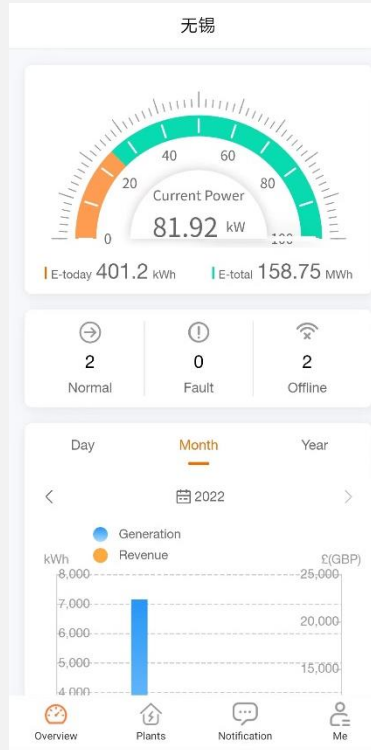 无锡
40 60
20 80
Current Power
81.92 kW
0 100
E-today 401.2 kWh E-total 158.75 MWh
2 0 2
Normal Fault Offline
Day Month Year
2022
Generation
Revenue
kWh £(GBP)
8,000 25,000
7,000
6,000 20,000
5,000 15,000
4,000
Overview Plants Notification Me